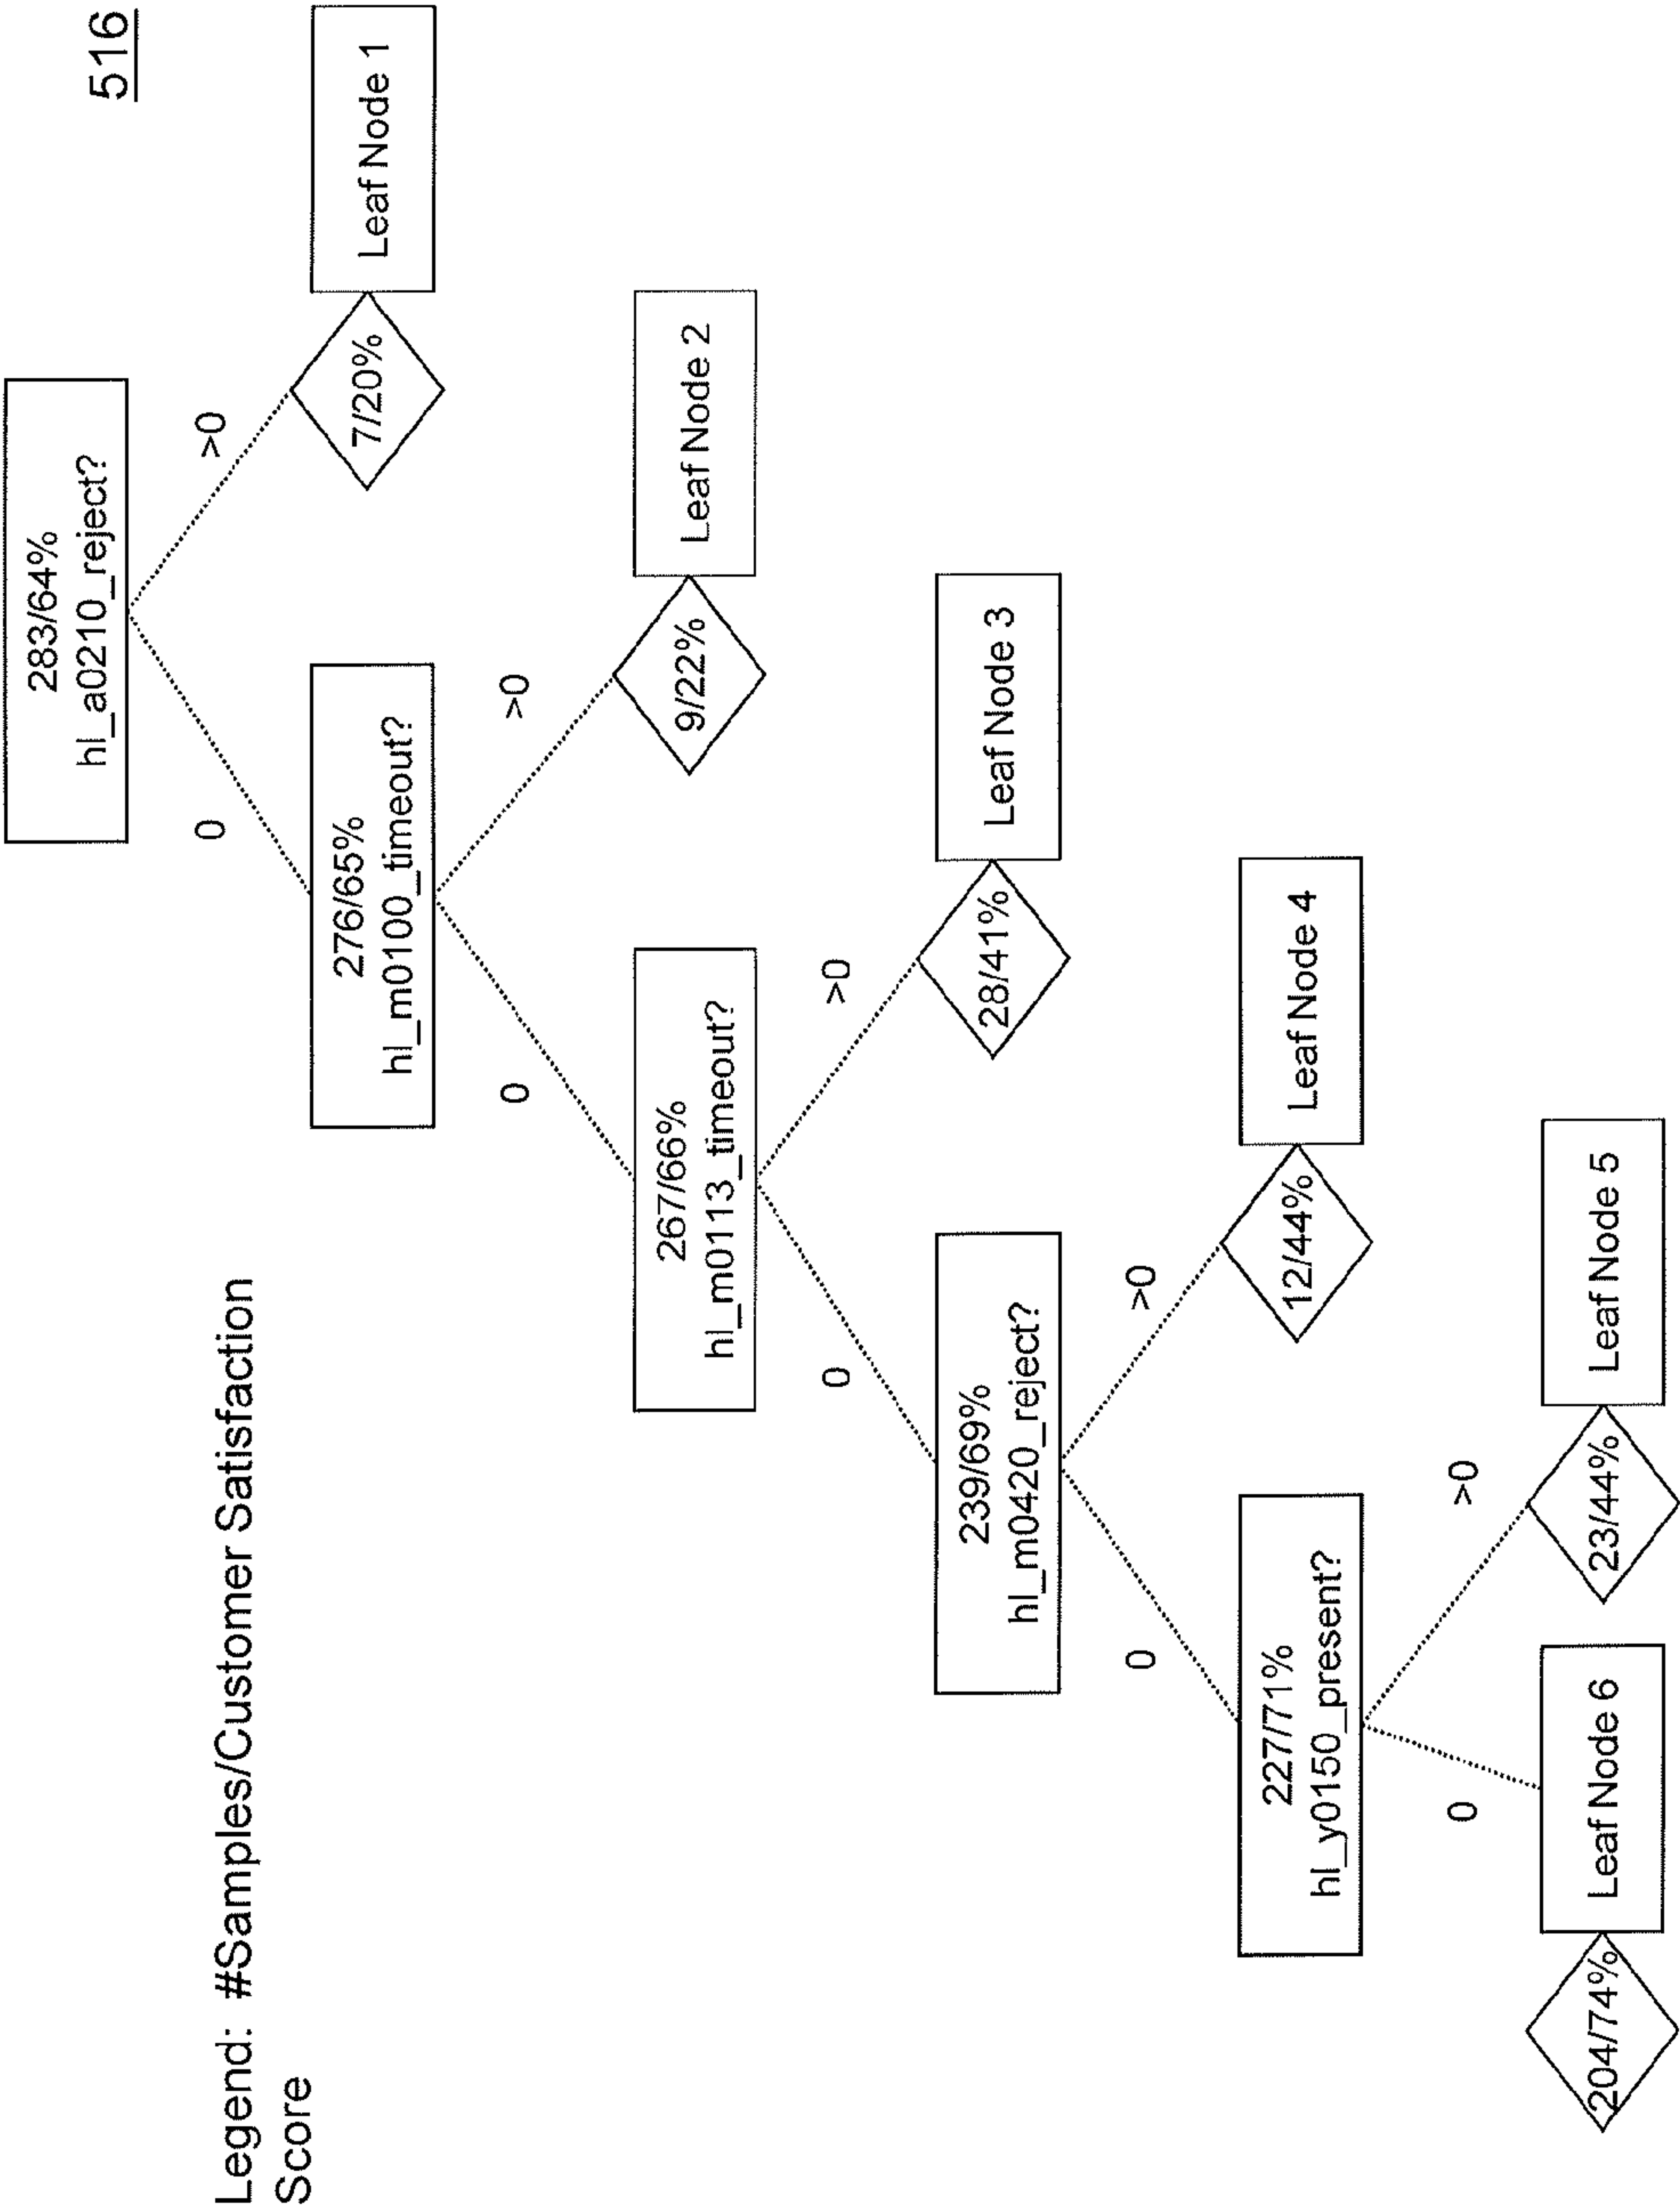 516
Legend: #Samples/Customer Satisfaction
Score
283/64%
hl_a0210_reject?
0
>0
276/65%
hl_m0100_timeout?
7/20%
Leaf Node 1
0
>0
267/66%
hl_m0113_timeout?
9/22%
Leaf Node 2
0
>0
239/69%
hl_m0420_reject?
28/41%
Leaf Node 3
0
>0
227/71%
hl_y0150_present?
12/44%
Leaf Node 4
0
>0
204/74%
Leaf Node 6
23/44%
Leaf Node 5